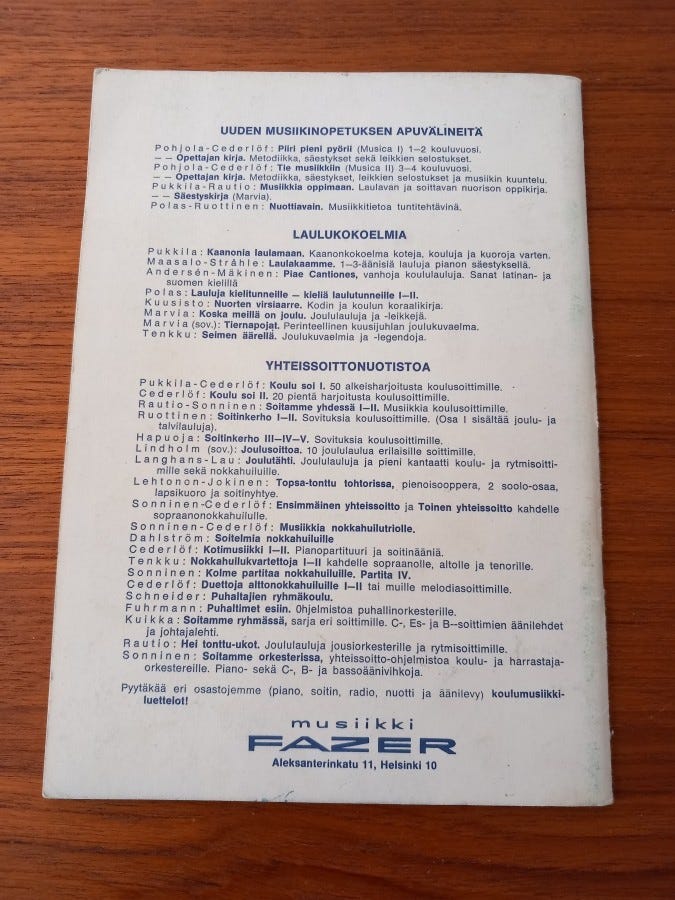 UUDEN MUSIIKINOPETUKSEN APUVÄLINEITÄ
Pohjola-Cederlöf: Piiri pieni pyörii (Musica I) 1–2 kouluvuosi.
— — Opettajan kirja. Metodiikka, säestykset sekä leikkien selostukset.
Pohjola-Cederlöf: Tie musiikkiin (Musica II) 3–4 kouluvuosi.
— — Opettajan kirja. Metodiikka, säestykset, leikkien selostukset ja musiikin kuuntelu.
Pukkila-Rautio: Musiikkia oppimaan. Laulavan ja soittavan nuorison oppikirja.
— — Säestyskirja (Marvia).
Polas-Ruottinen: Nuottiavain. Musiikkitietoa tuntitehtävinä.
LAULUKOKOELMIA
Pukkila: Kaanonia laulamaan. Kaanonkokoelma koteja, kouluja ja kuoroja varten.
Maasalo-Stråhle: Laulakaamme. 1–3-äänisiä lauluja pianon säestyksellä.
Andersén-Mäkinen: Piae Cantiones, vanhoja koululauluja. Sanat latinan- ja
suomen kielillä
Polas: Lauluja kielitunneille — kieliä laulutunneille I–II.
Kuusisto: Nuorten virsiaarre. Kodin ja koulun koraalikirja.
Marvia: Koska meillä on joulu. Joululauluja ja -leikkejä.
Marvia (sov.): Tiernapojat. Perinteellinen kuusijuhlan joulukuvaelma.
Tenkku: Seimen äärellä. Joulukuvaelmia ja -legendoja.
YHTEISSOITTONUOTISTOA
Pukkila-Cederlöf: Koulu soi I. 50 alkeisharjoitusta koulusoittimille.
Cederlöf: Koulu soi II. 20 pientä harjoitusta koulusoittimille.
Rautio-Sonninen: Soitamme yhdessä I–II. Musiikkia koulusoittimille.
Ruottinen: Soitinkerho I–II. Sovituksia koulusoittimille. (Osa I sisältää joulu- ja
talvilauluja).
Hapuoja: Soitinkerho III–IV–V. Sovituksia koulusoittimille.
Lindholm (sov.): Joulusoittoa. 10 joululaulua erilaisille soittimille.
Langhans-Lau: Joulutähti. Joululauluja ja pieni kantaatti koulu- ja rytmisoitti-
mille sekä nokkahuiluille.
Lehtonon-Jokinen: Topsa-tonttu tohtorissa, pienoisooppera, 2 soolo-osaa,
lapsikuoro ja soitinyhtye.
Sonninen-Cederlöf: Ensimmäinen yhteissoitto ja Toinen yhteissoitto kahdelle
sopraanonokkahuilulle.
Sonninen-Cederlöf: Musiikkia nokkahuilutriolle.
Dahlström: Soitelmia nokkahuiluille
Cederlöf: Kotimusiikki I–II. Pianopartituuri ja soitinääniä.
Tenkku: Nokkahuilukvartettoja I–II kahdelle sopraanolle, altolle ja tenorille.
Sonninen: Kolme partitaa nokkahuiluille. Partita IV.
Cederlöf: Duettoja alttonokkahuiluille I–II tai muille melodiasoittimille.
Schneider: Puhaltajien ryhmäkoulu.
Fuhrmann: Puhaltimet esiin. Ohjelmistoa puhallinorkesterille.
Kuikka: Soitamme ryhmässä, sarja eri soittimille. C-, Es- ja B--soittimien äänilehdet
ja johtajalehti.
Rautio: Hei tonttu-ukot. Joululauluja jousiorkesterille ja rytmisoittimille.
Sonninen: Soitamme orkesterissa, yhteissoitto-ohjelmistoa koulu- ja harrastaja-
orkestereille. Piano- sekä C-, B- ja bassoäänivihkoja.
Pyytäkää eri osastojemme (piano, soitin, radio, nuotti ja äänilevy) koulumusiikki-
luettelot!
musiikki
FAZER
Aleksanterinkatu 11, Helsinki 10